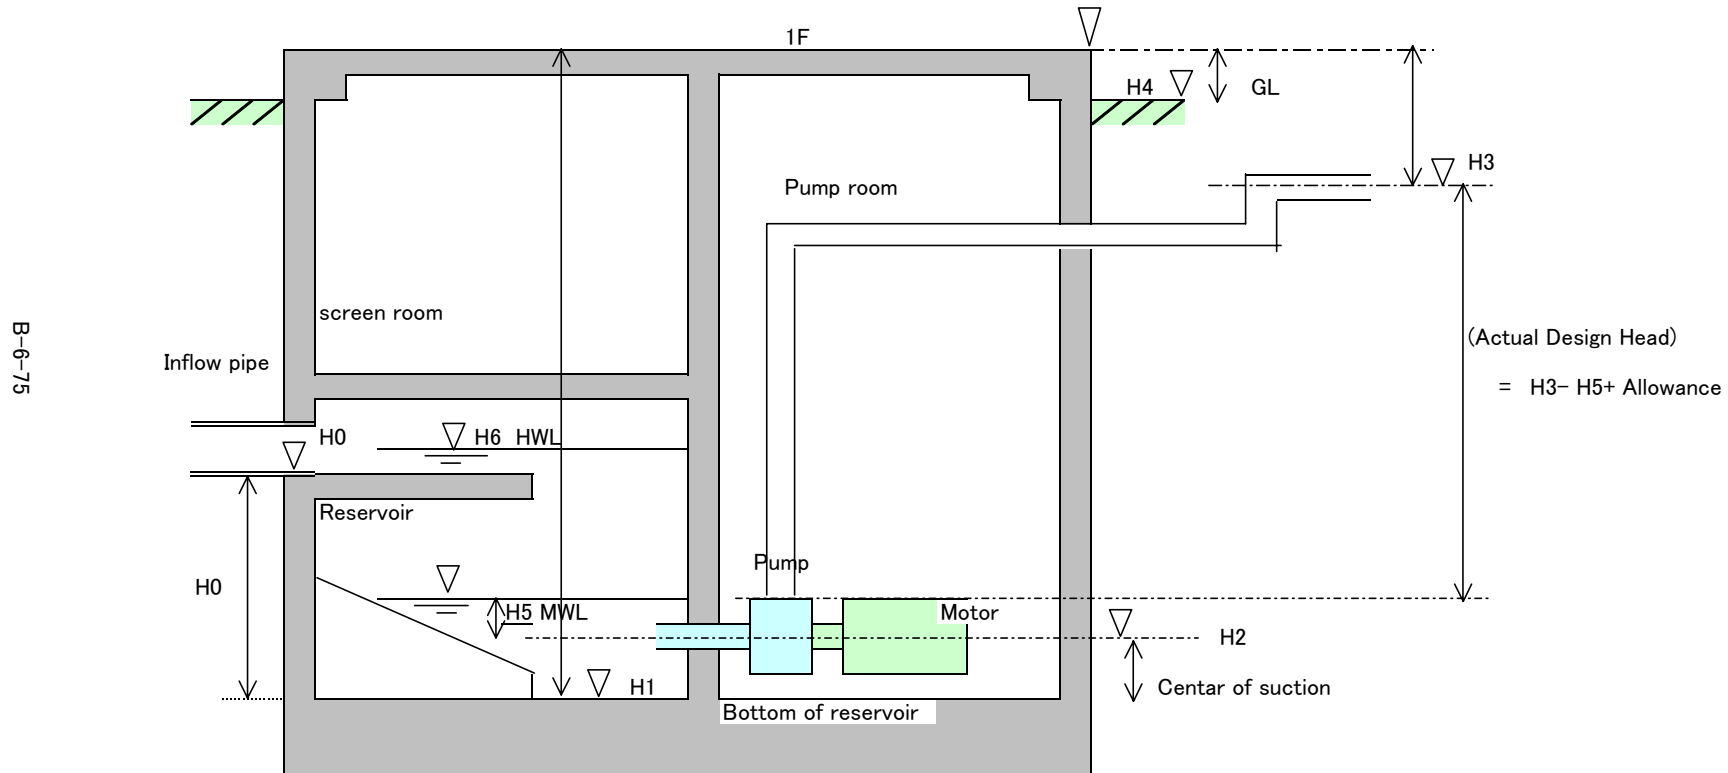 1F
H4
GL
H3
Pump room
screen room
B-6-75
(Actual Design Head)
Inflow pipe
= H3- H5+ Allowance
H0
H6 HWL
Reservoir
Pump
H0
H5 MWL
Motor
H2
H1
Centar of suction
Bottom of reservoir